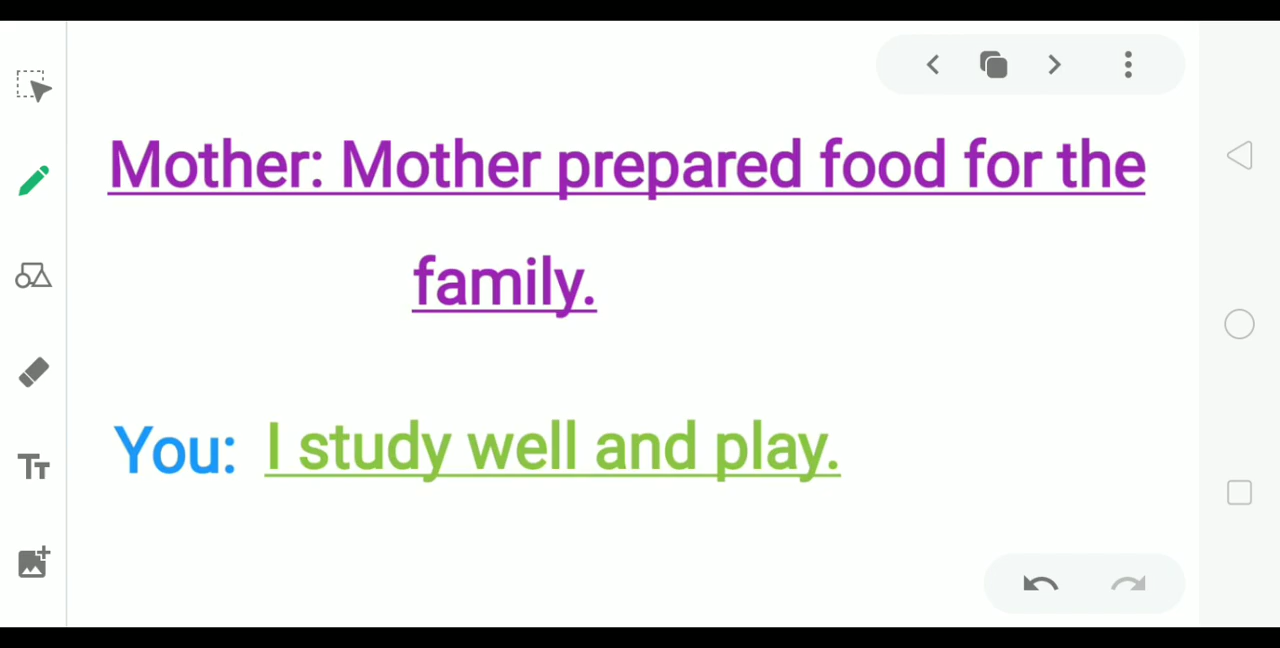 Mother: Mother prepared food for the
family.
You: I study well and play.